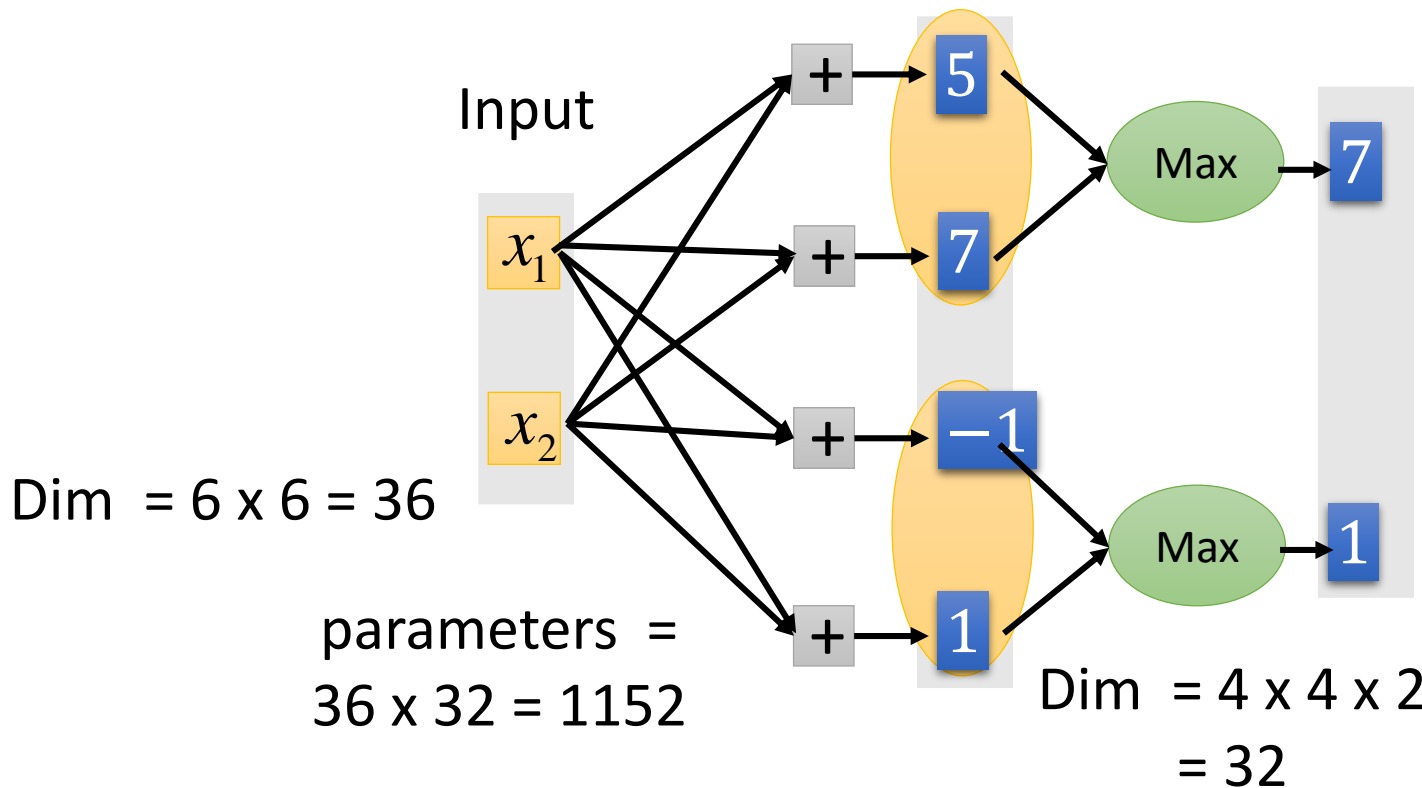 Input
x1
x2
+
+
+
+
5
7
−1
1
Max
Max
7
1
Dim = 6 x 6 = 36
parameters =
36 x 32 = 1152
Dim = 4 x 4 x 2
= 32